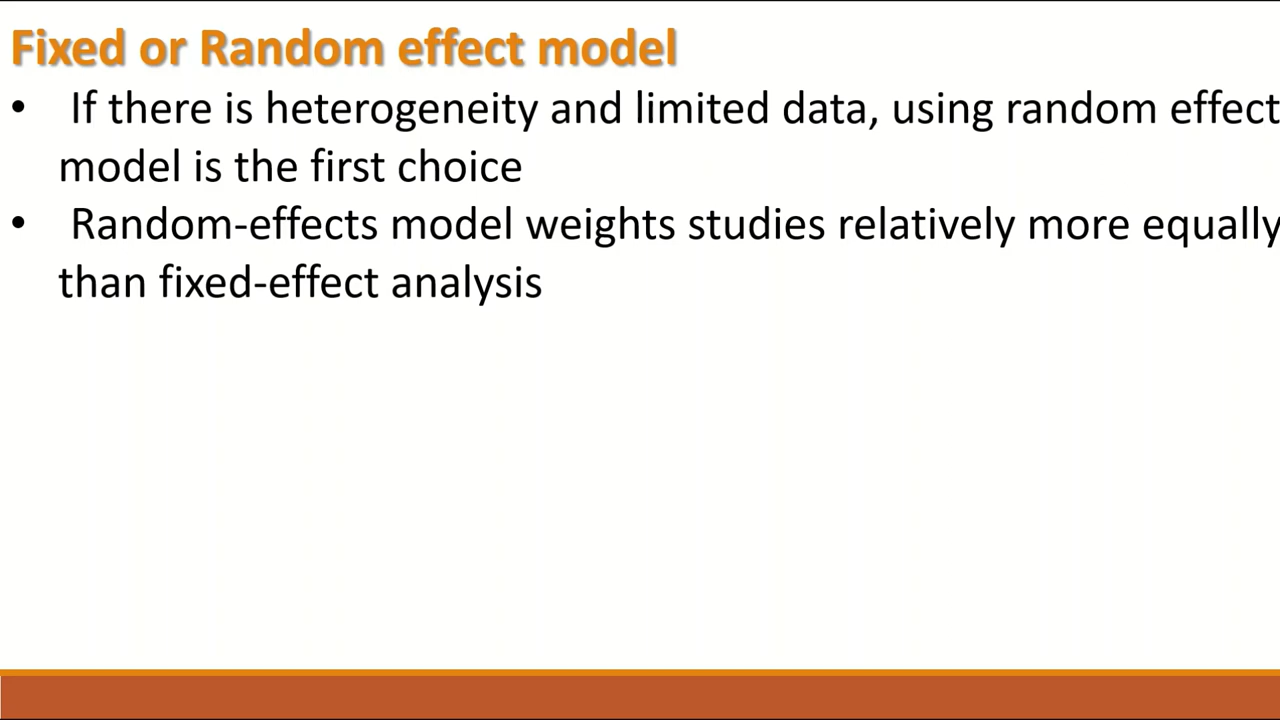 Fixed or Random effect model
• If there is heterogeneity and limited data, using random effect
model is the first choice
• Random-effects model weights studies relatively more equally
than fixed-effect analysis